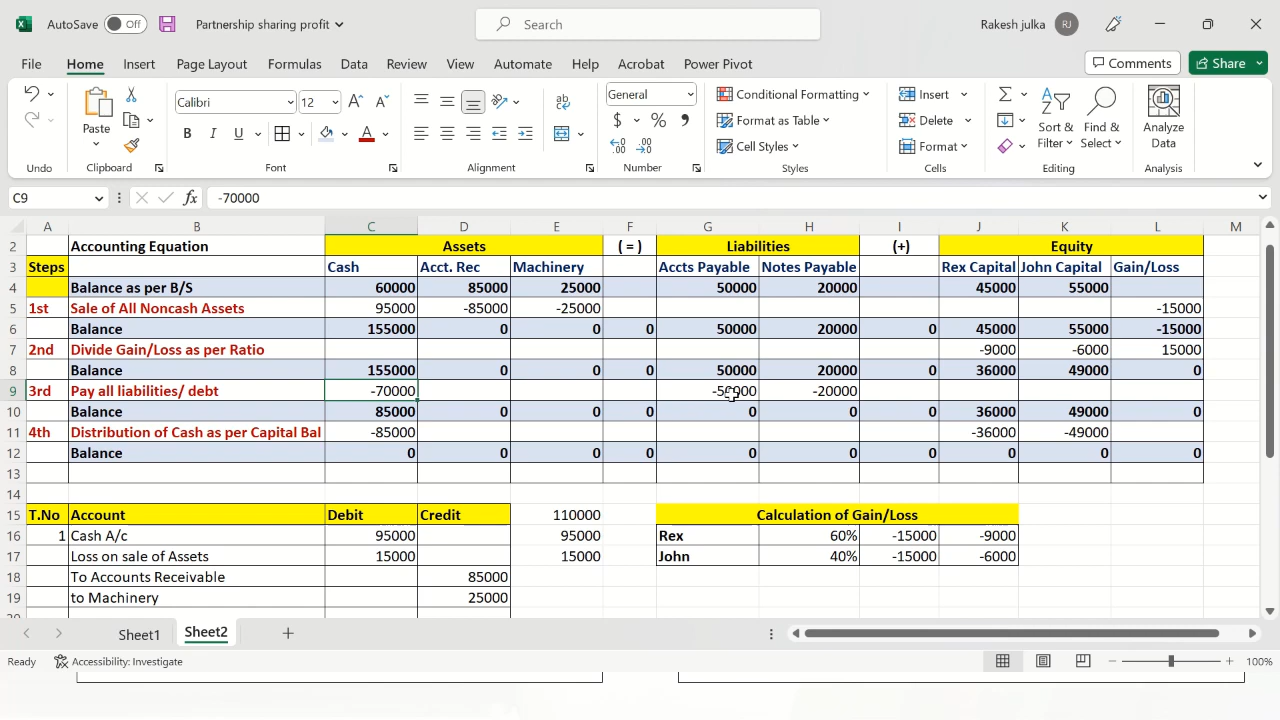 AutoSave Off Partnership sharing profit Search Rakesh julka RJ
File Home Insert Page Layout Formulas Data Review View Automate Help Acrobat Power Pivot Comments Share
Paste Calibri 12 General Conditional Formatting Insert Sort & Find & Analyze
B I U A $ % Format as Table Delete Filter Select Data
Cell Styles Format
Undo Clipboard Font Alignment Number Styles Cells Editing Analysis
C9 fx -70000
A B C D E F G H I J K L M
2 Accounting Equation Assets ( = ) Liabilities (+) Equity
3 Steps Cash Acct. Rec Machinery Accts Payable Notes Payable Rex Capital John Capital Gain/Loss
4 Balance as per B/S 60000 85000 25000 50000 20000 45000 55000
5 1st Sale of All Noncash Assets 95000 -85000 -25000 -15000
6 Balance 155000 0 0 0 50000 20000 0 45000 55000 -15000
7 2nd Divide Gain/Loss as per Ratio -9000 -6000 15000
8 Balance 155000 0 0 0 50000 20000 0 36000 49000 0
9 3rd Pay all liabilities/ debt -70000 -50000 -20000
10 Balance 85000 0 0 0 0 0 0 36000 49000 0
11 4th Distribution of Cash as per Capital Bal -85000 -36000 -49000
12 Balance 0 0 0 0 0 0 0 0 0 0
13
14
15 T.No Account Debit Credit 110000 Calculation of Gain/Loss
16 1 Cash A/c 95000 95000 Rex 60% -15000 -9000
17 Loss on sale of Assets 15000 15000 John 40% -15000 -6000
18 To Accounts Receivable 85000
19 to Machinery 25000
Sheet1 Sheet2
Ready Accessibility: Investigate 100%